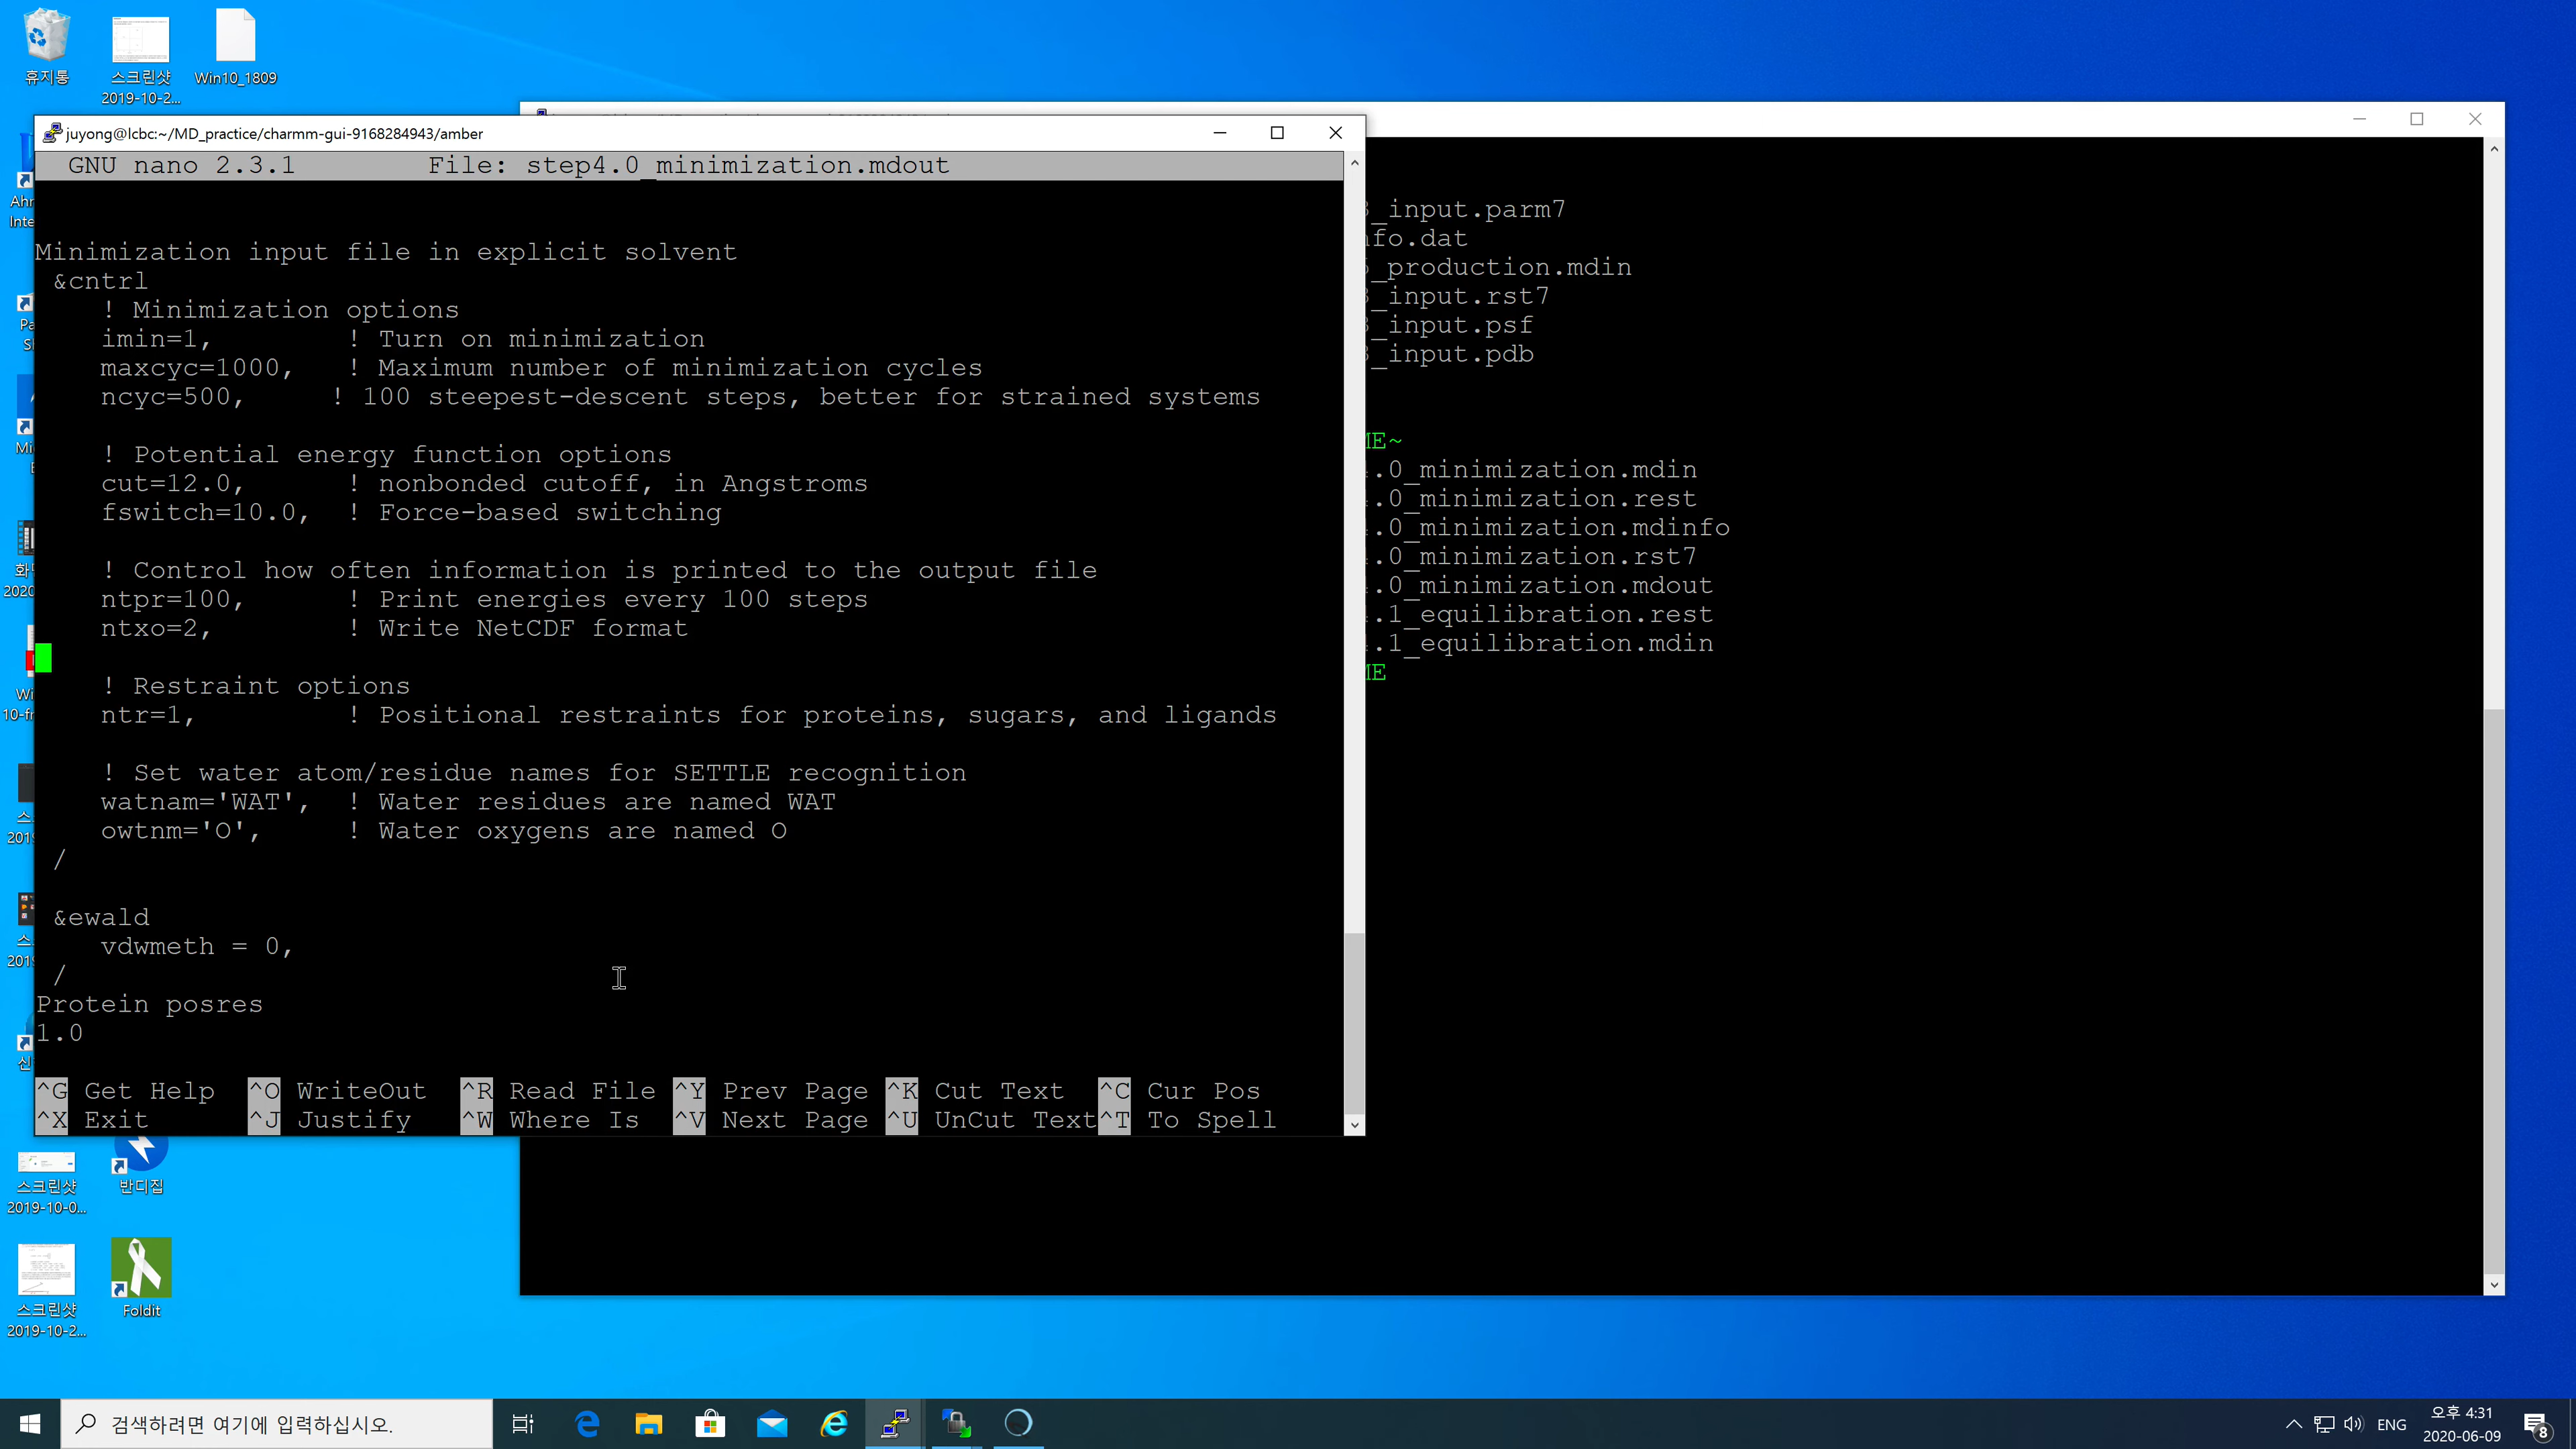 휴지통
스크린샷
2019-10-2...
Win10_1809
juyong@lcbc:~/MD_practice/charmm-gui-9168284943/amber
GNU nano 2.3.1 File: step4.0_minimization.mdout
Minimization input file in explicit solvent
&cntrl
! Minimization options
imin=1, ! Turn on minimization
maxcyc=1000, ! Maximum number of minimization cycles
ncyc=500, ! 100 steepest-descent steps, better for strained systems
! Potential energy function options
cut=12.0, ! nonbonded cutoff, in Angstroms
fswitch=10.0, ! Force-based switching
! Control how often information is printed to the output file
ntpr=100, ! Print energies every 100 steps
ntxo=2, ! Write NetCDF format
! Restraint options
ntr=1, ! Positional restraints for proteins, sugars, and ligands
! Set water atom/residue names for SETTLE recognition
watnam='WAT', ! Water residues are named WAT
owtnm='O', ! Water oxygens are named O
/
&ewald
vdwmeth = 0,
/
Protein posres
1.0
^G Get Help ^O WriteOut ^R Read File ^Y Prev Page ^K Cut Text ^C Cur Pos
^X Exit ^J Justify ^W Where Is ^V Next Page ^U UnCut Text ^T To Spell
_input.parm7
fo.dat
_production.mdin
_input.rst7
_input.psf
_input.pdb
ME~
.0_minimization.mdin
.0_minimization.rest
.0_minimization.mdinfo
.0_minimization.rst7
.0_minimization.mdout
.1_equilibration.rest
.1_equilibration.mdin
ME
스크린샷
2019-10-0...
반디집
스크린샷
2019-10-2...
Foldit
검색하려면 여기에 입력하십시오.
ENG
오후 4:31
2020-06-09
8